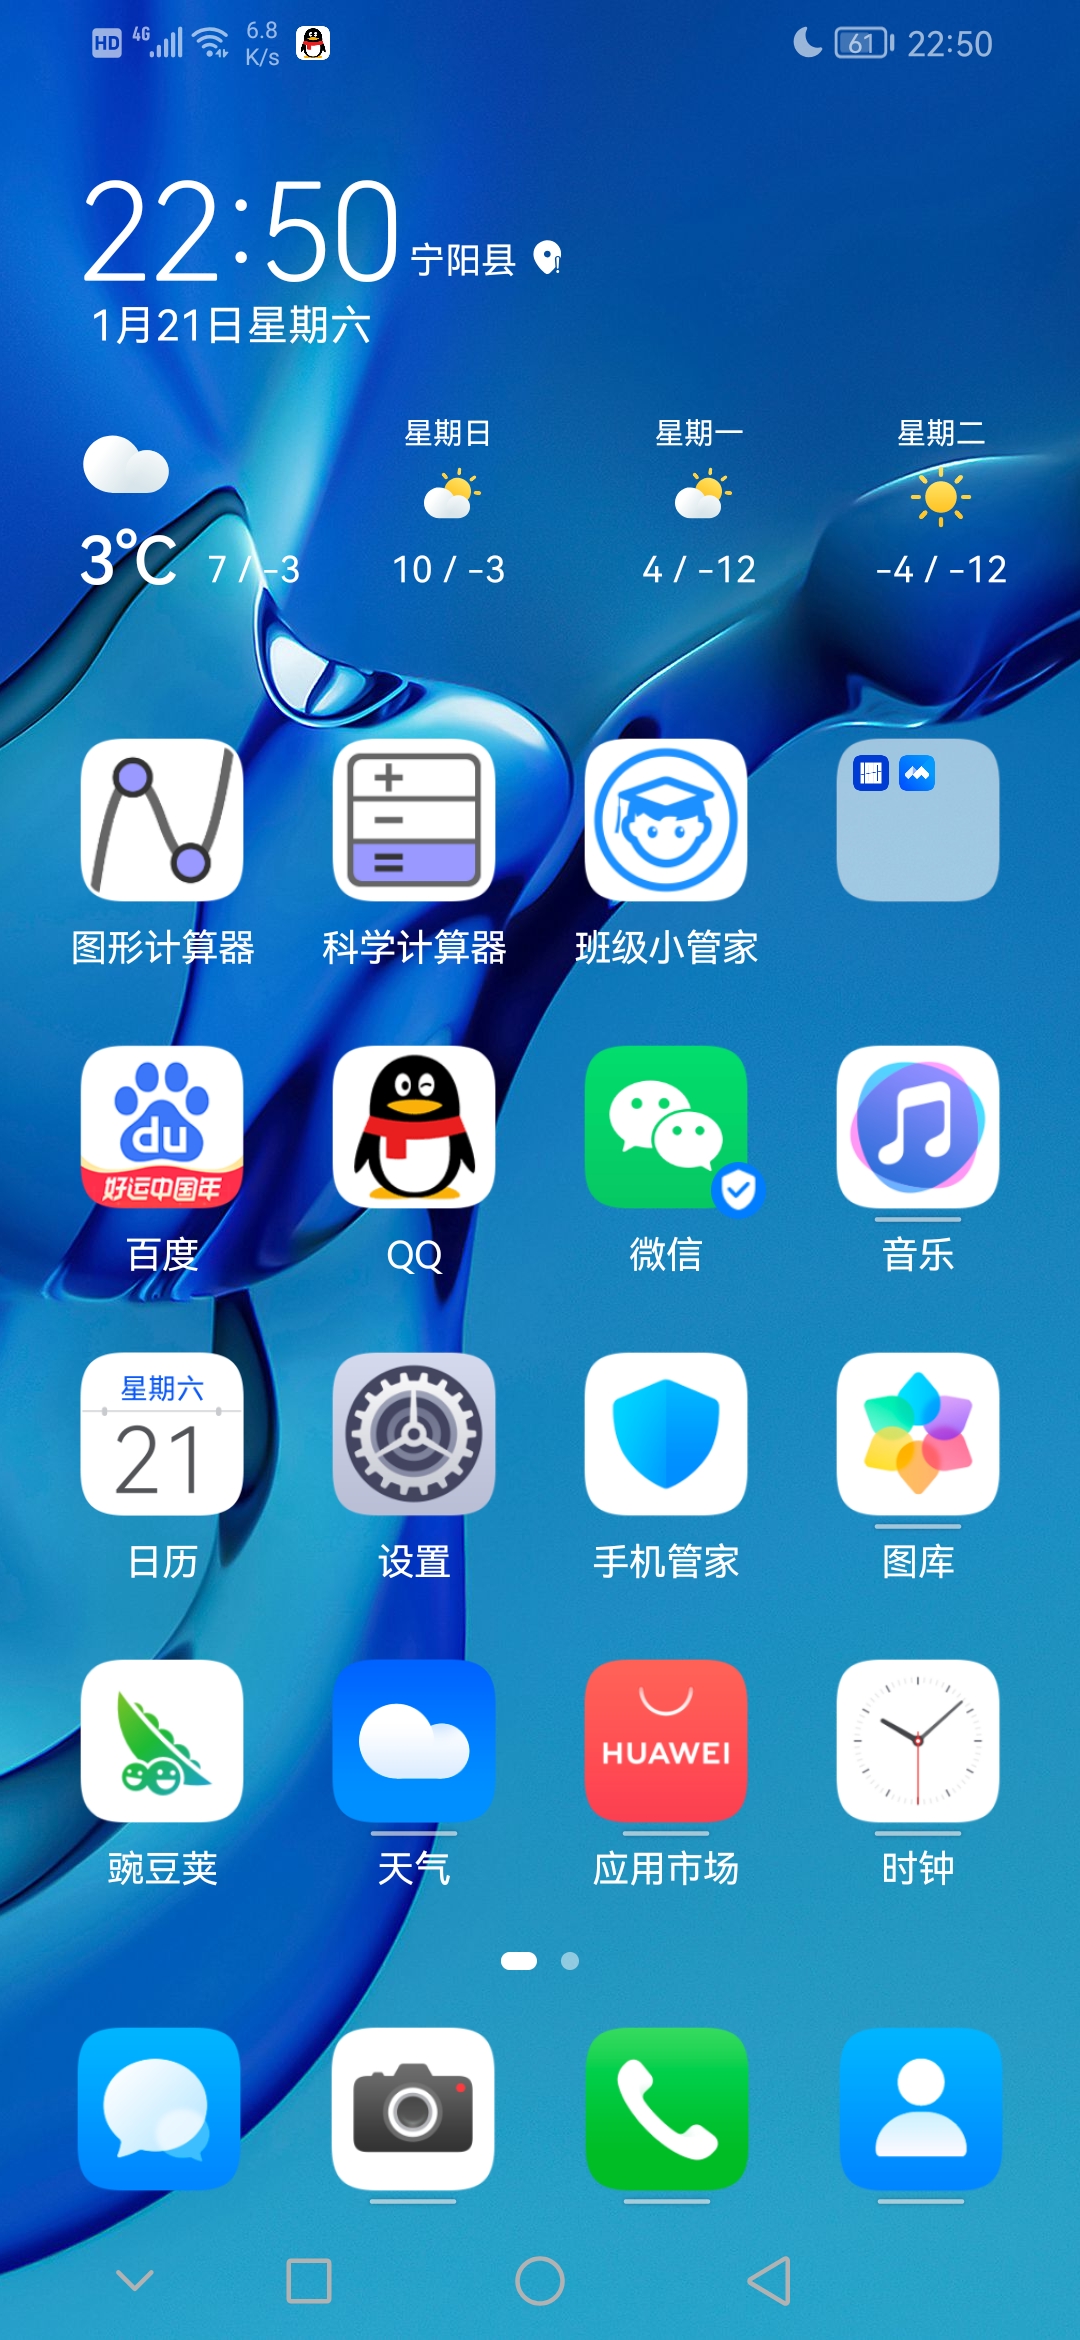 HD 4G 6.8 K/s 61 22:50
22:50 宁阳县
1月21日星期六
星期日 星期一 星期二
3℃ 7 / -3 10 / -3 4 / -12 -4 / -12
图形计算器 科学计算器 班级小管家
du
好运中国年
百度 QQ 微信 音乐
星期六
21
日历 设置 手机管家 图库
HUAWEI
豌豆荚 天气 应用市场 时钟